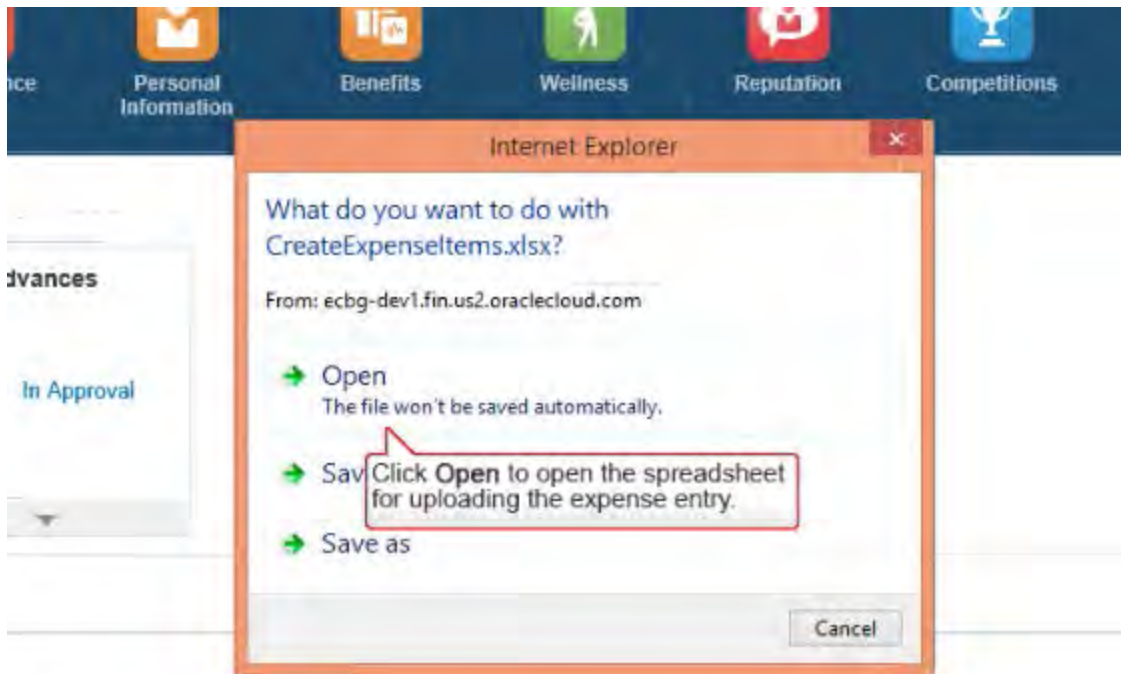 nce
Personal
Information
Benefits
Wellness
Reputation
Competitions
Internet Explorer
What do you want to do with
CreateExpenseItems.xlsx?
From: ecbg-dev1.fin.us2.oraclecloud.com
dvances
In Approval
Open
The file won't be saved automatically.
Sav
Click Open to open the spreadsheet
for uploading the expense entry.
Save as
Cancel